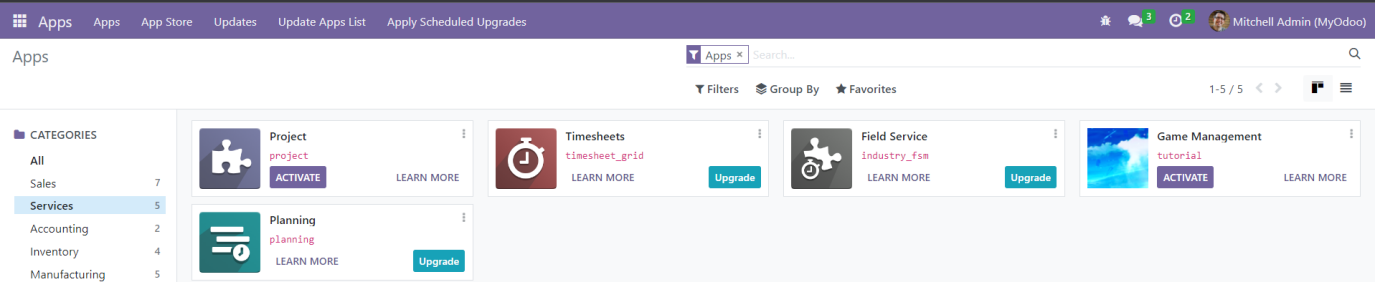 Apps Apps App Store Updates Update Apps List Apply Scheduled Upgrades 3 2 Mitchell Admin (MyOdoo)
Apps Apps × Search...
Filters Group By Favorites 1-5 / 5
CATEGORIES
All
Sales 7
Services 5
Accounting 2
Inventory 4
Manufacturing 5
Project
project
ACTIVATE LEARN MORE
Timesheets
timesheet_grid
LEARN MORE Upgrade
Field Service
industry_fsm
LEARN MORE Upgrade
Game Management
tutorial
ACTIVATE LEARN MORE
Planning
planning
LEARN MORE Upgrade